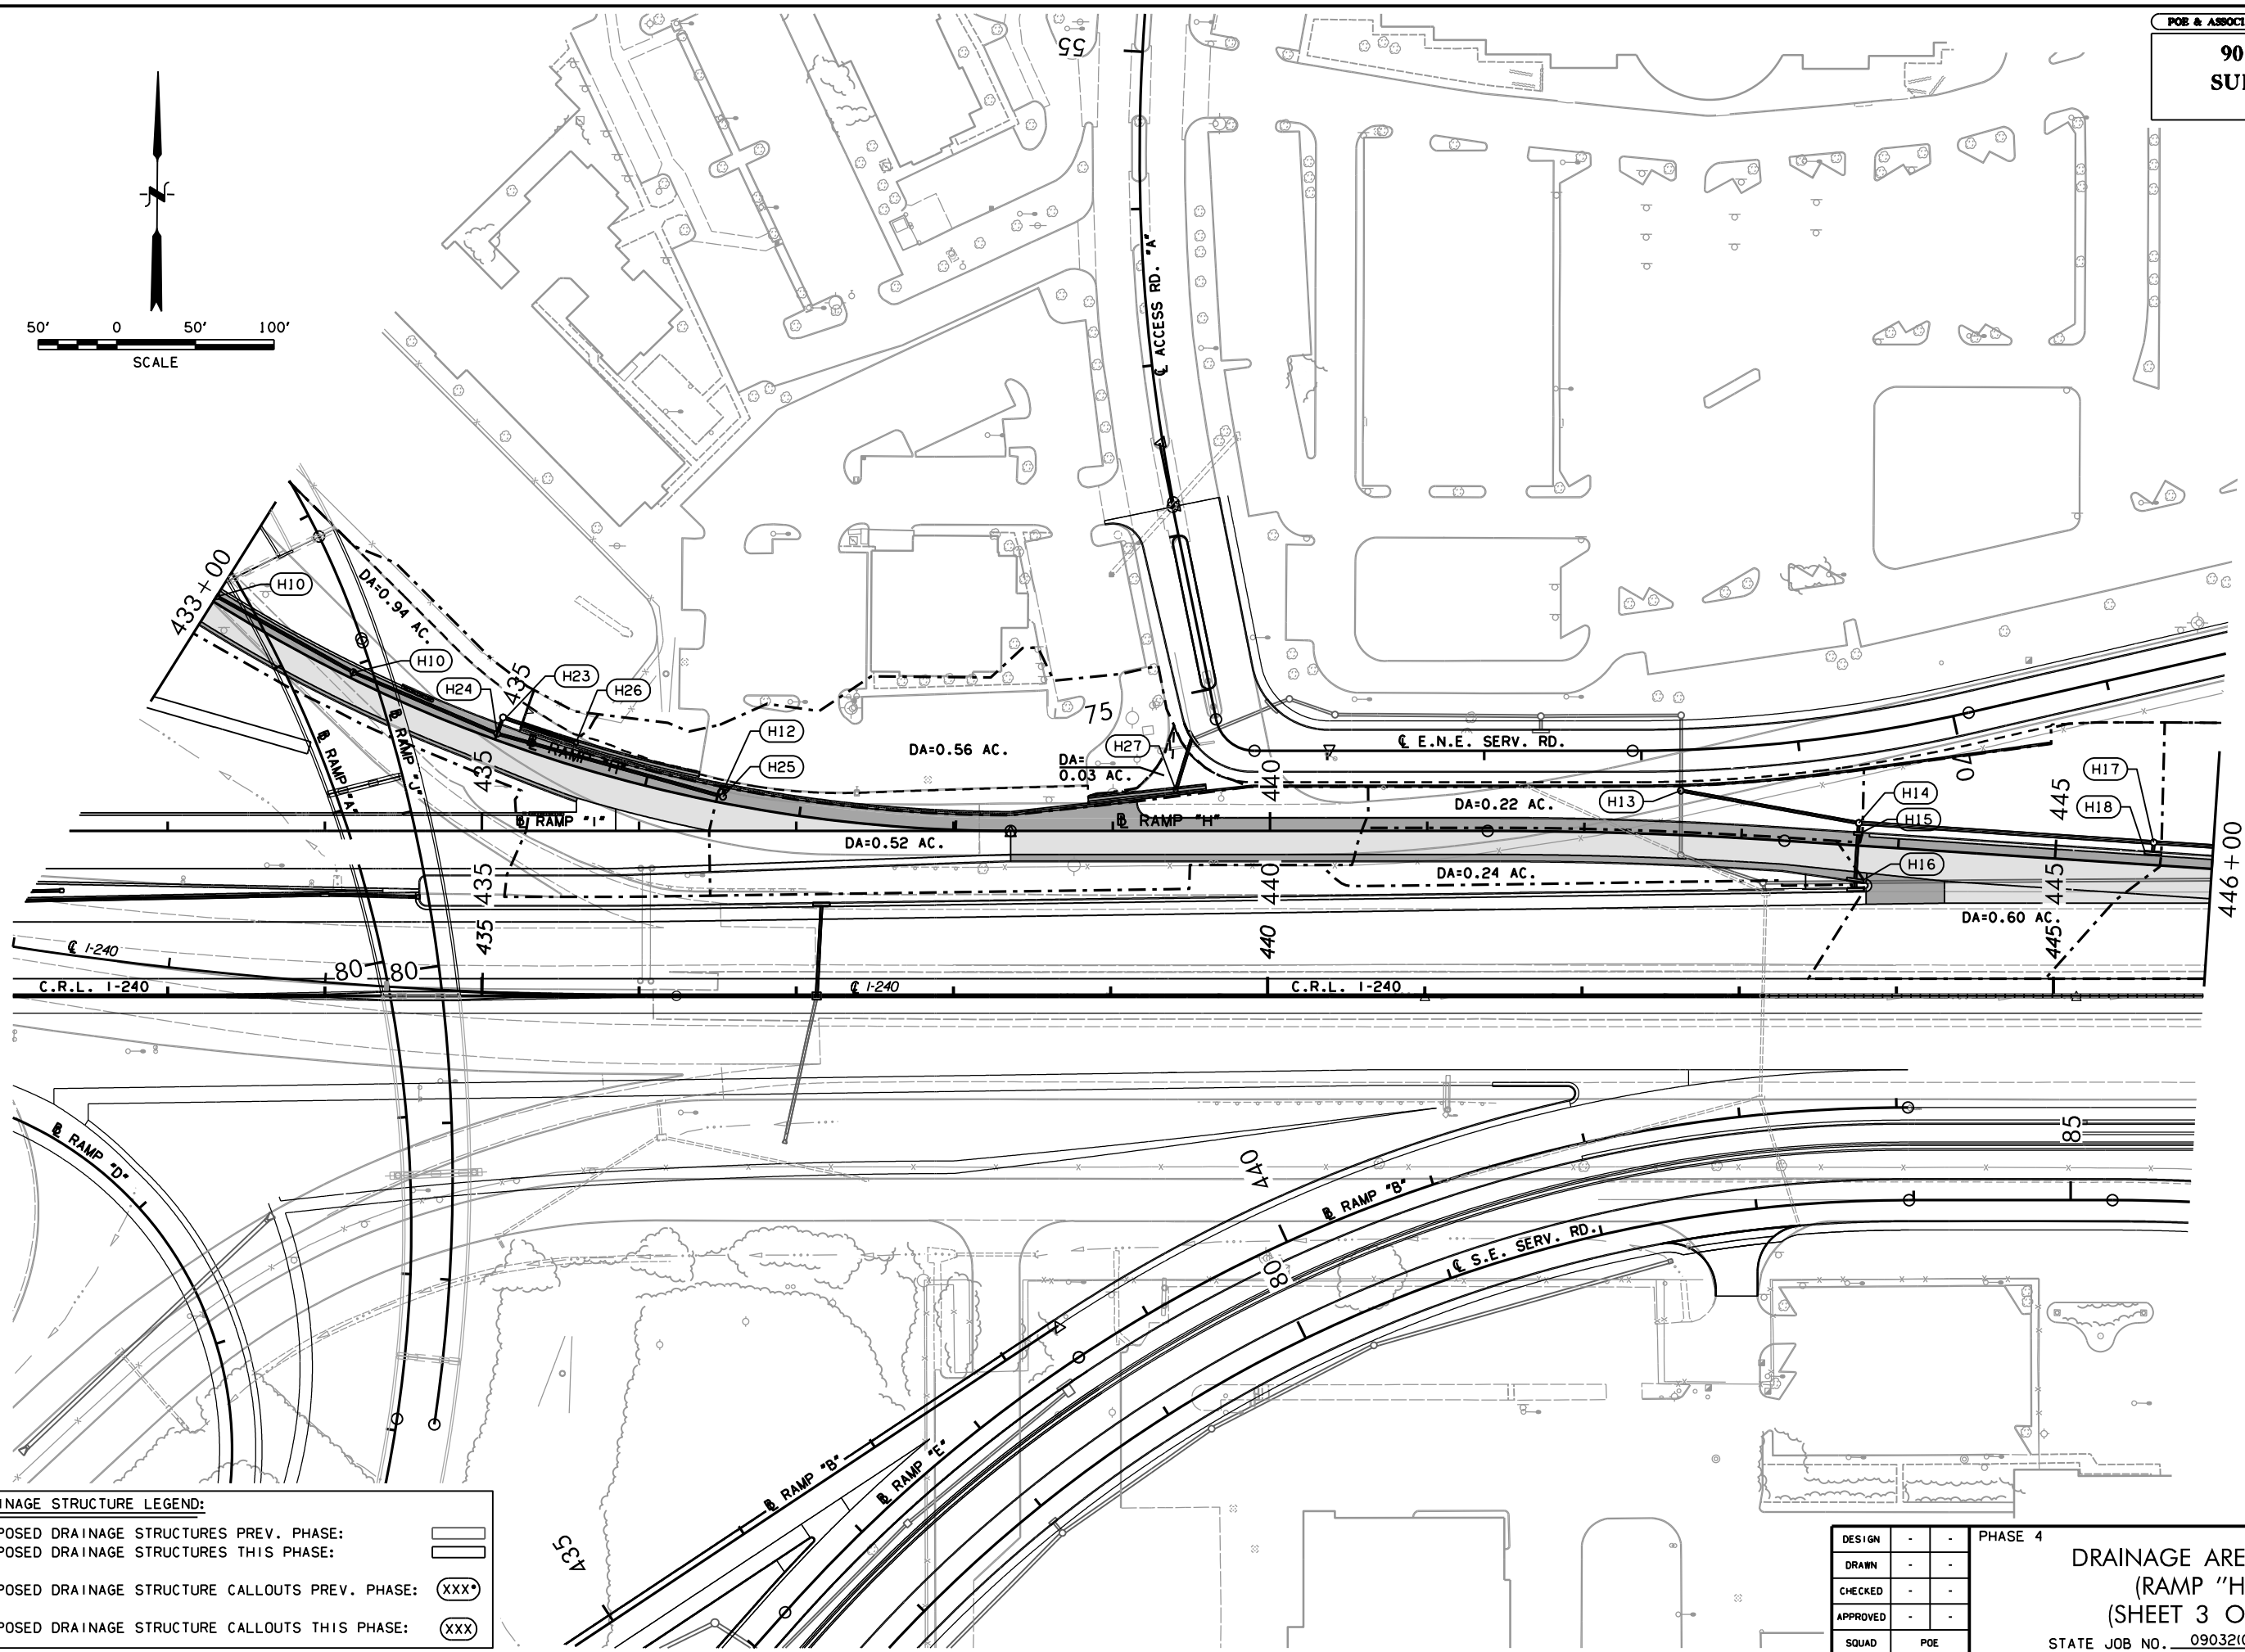 POE & ASSOCI
90
SUI
55
50' 0 50' 100'
SCALE
℄ ACCESS RD. "A"
433+00
DA=0.94 AC.
H10
H10
H24
435
H23
H26
H12
H25
75
DA=0.56 AC.
H27
DA=
0.03 AC.
℄ E.N.E. SERV. RD.
70
H17
H18
H13
H14
H15
H16
DA=0.22 AC.
440
445
446+00
RAMP "A"
RAMP "J"
435
RAMP "H"
RAMP "I"
RAMP "H"
DA=0.52 AC.
DA=0.24 AC.
DA=0.60 AC.
435
440
445
435
440
445
℄ I-240
80
80
C.R.L. I-240
℄ I-240
C.R.L. I-240
RAMP "D"
440
RAMP "B"
85
80
℄ S.E. SERV. RD.
RAMP "B"
RAMP "E"
435
INAGE STRUCTURE LEGEND:
POSED DRAINAGE STRUCTURES PREV. PHASE:
POSED DRAINAGE STRUCTURES THIS PHASE:
POSED DRAINAGE STRUCTURE CALLOUTS PREV. PHASE: XXX•
POSED DRAINAGE STRUCTURE CALLOUTS THIS PHASE: XXX
DESIGN - -
DRAWN - -
CHECKED - -
APPROVED - -
SQUAD POE
PHASE 4
DRAINAGE ARE
(RAMP "H
(SHEET 3 O
STATE JOB NO. 09032(